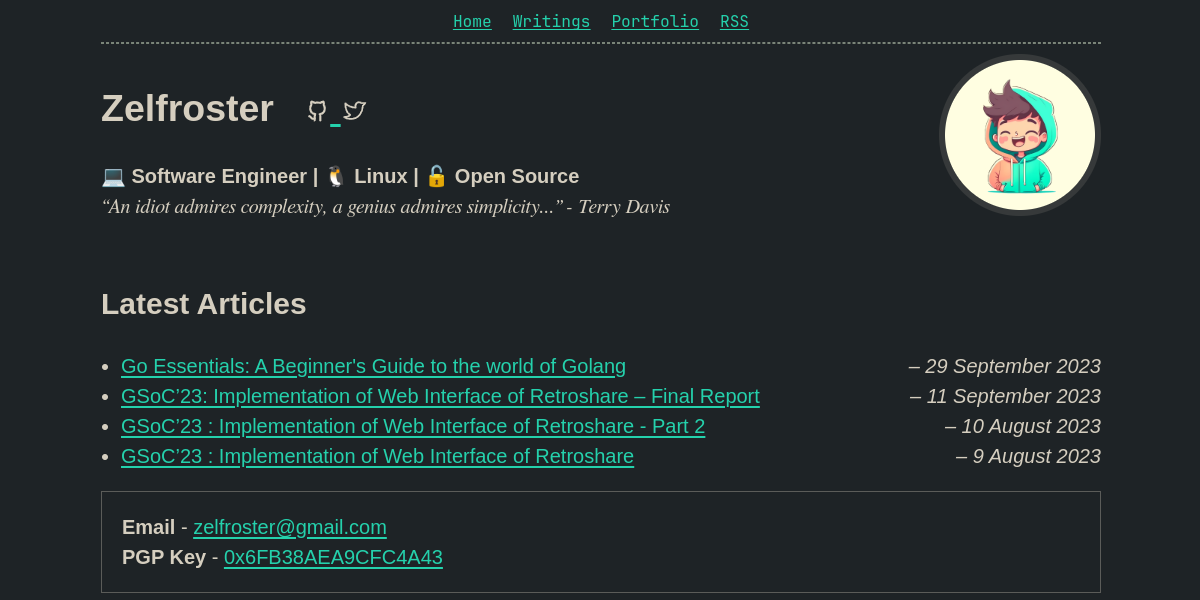 Home Writings Portfolio RSS
Zelfroster
💻 Software Engineer | 🐧 Linux | 🔓 Open Source
“An idiot admires complexity, a genius admires simplicity...” - Terry Davis
Latest Articles
• Go Essentials: A Beginner's Guide to the world of Golang – 29 September 2023
• GSoC’23: Implementation of Web Interface of Retroshare – Final Report – 11 September 2023
• GSoC’23 : Implementation of Web Interface of Retroshare - Part 2 – 10 August 2023
• GSoC’23 : Implementation of Web Interface of Retroshare – 9 August 2023
Email - zelfroster@gmail.com
PGP Key - 0x6FB38AEA9CFC4A43